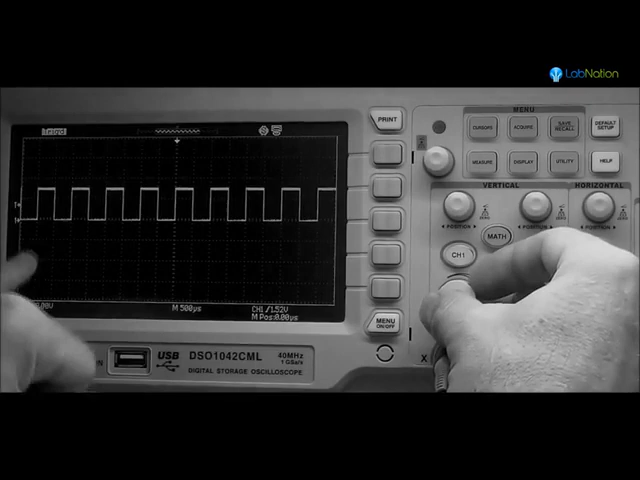 LabNation
MENU
PRINT
CURSORS
ACQUIRE
SAVE
RECALL
DEFAULT
SETUP
MEASURE
DISPLAY
UTILITY
HELP
VERTICAL
HORIZONTAL
POSITION
POSITION
POSITION
MATH
CH1
Trig'd
M 500µs
CH1 /1.52V
M Pos:0.00µs
MENU
ON/OFF
USB
DSO1042CML
40MHz
1 GSa/s
DIGITAL STORAGE OSCILLOSCOPE
X